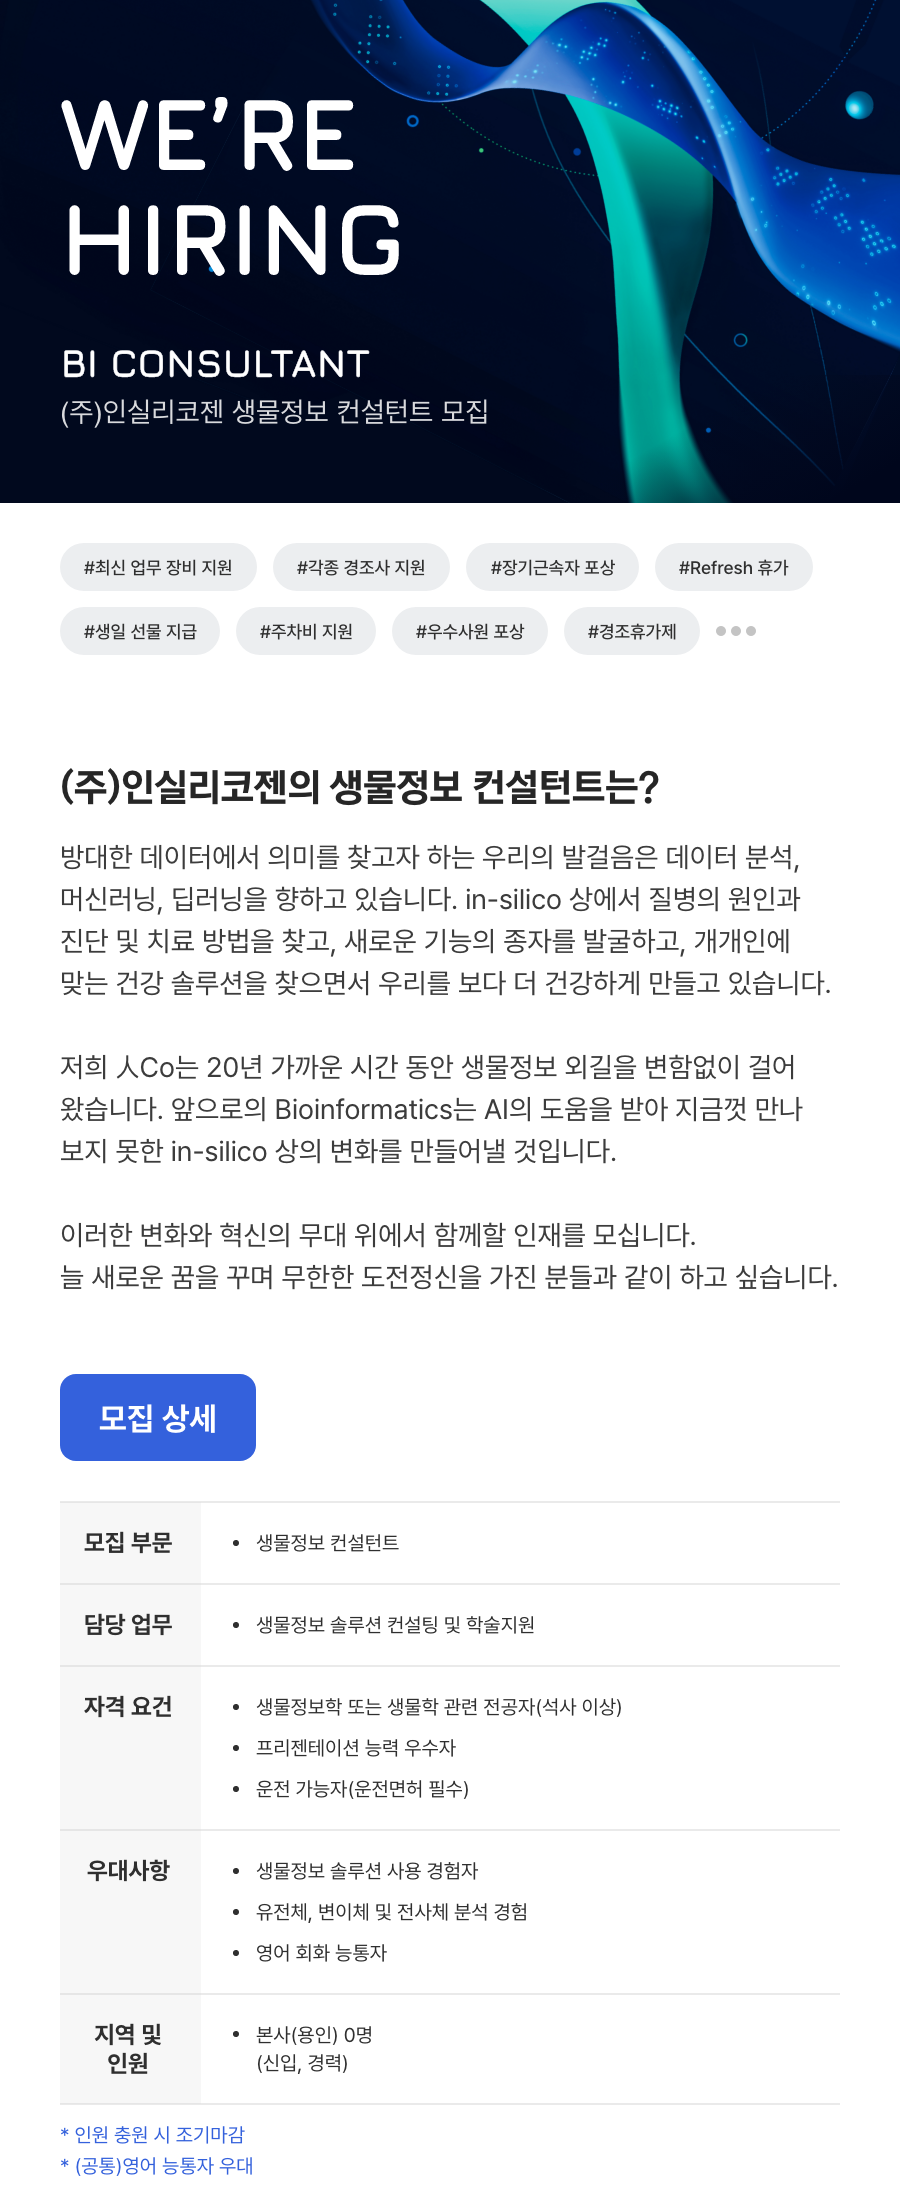 WE’RE
HIRING
BI CONSULTANT
(주)인실리코젠 생물정보 컨설턴트 모집
#최신 업무 장비 지원 #각종 경조사 지원 #장기근속자 포상 #Refresh 휴가
#생일 선물 지급 #주차비 지원 #우수사원 포상 #경조휴가제
(주)인실리코젠의 생물정보 컨설턴트는?
방대한 데이터에서 의미를 찾고자 하는 우리의 발걸음은 데이터 분석,
머신러닝, 딥러닝을 향하고 있습니다. in-silico 상에서 질병의 원인과
진단 및 치료 방법을 찾고, 새로운 기능의 종자를 발굴하고, 개개인에
맞는 건강 솔루션을 찾으면서 우리를 보다 더 건강하게 만들고 있습니다.
저희 人Co는 20년 가까운 시간 동안 생물정보 외길을 변함없이 걸어
왔습니다. 앞으로의 Bioinformatics는 AI의 도움을 받아 지금껏 만나
보지 못한 in-silico 상의 변화를 만들어낼 것입니다.
이러한 변화와 혁신의 무대 위에서 함께할 인재를 모십니다.
늘 새로운 꿈을 꾸며 무한한 도전정신을 가진 분들과 같이 하고 싶습니다.
모집 상세
모집 부문
• 생물정보 컨설턴트
담당 업무
• 생물정보 솔루션 컨설팅 및 학술지원
자격 요건
• 생물정보학 또는 생물학 관련 전공자(석사 이상)
• 프리젠테이션 능력 우수자
• 운전 가능자(운전면허 필수)
우대사항
• 생물정보 솔루션 사용 경험자
• 유전체, 변이체 및 전사체 분석 경험
• 영어 회화 능통자
지역 및
인원
• 본사(용인) 0명
(신입, 경력)
* 인원 충원 시 조기마감
* (공통)영어 능통자 우대